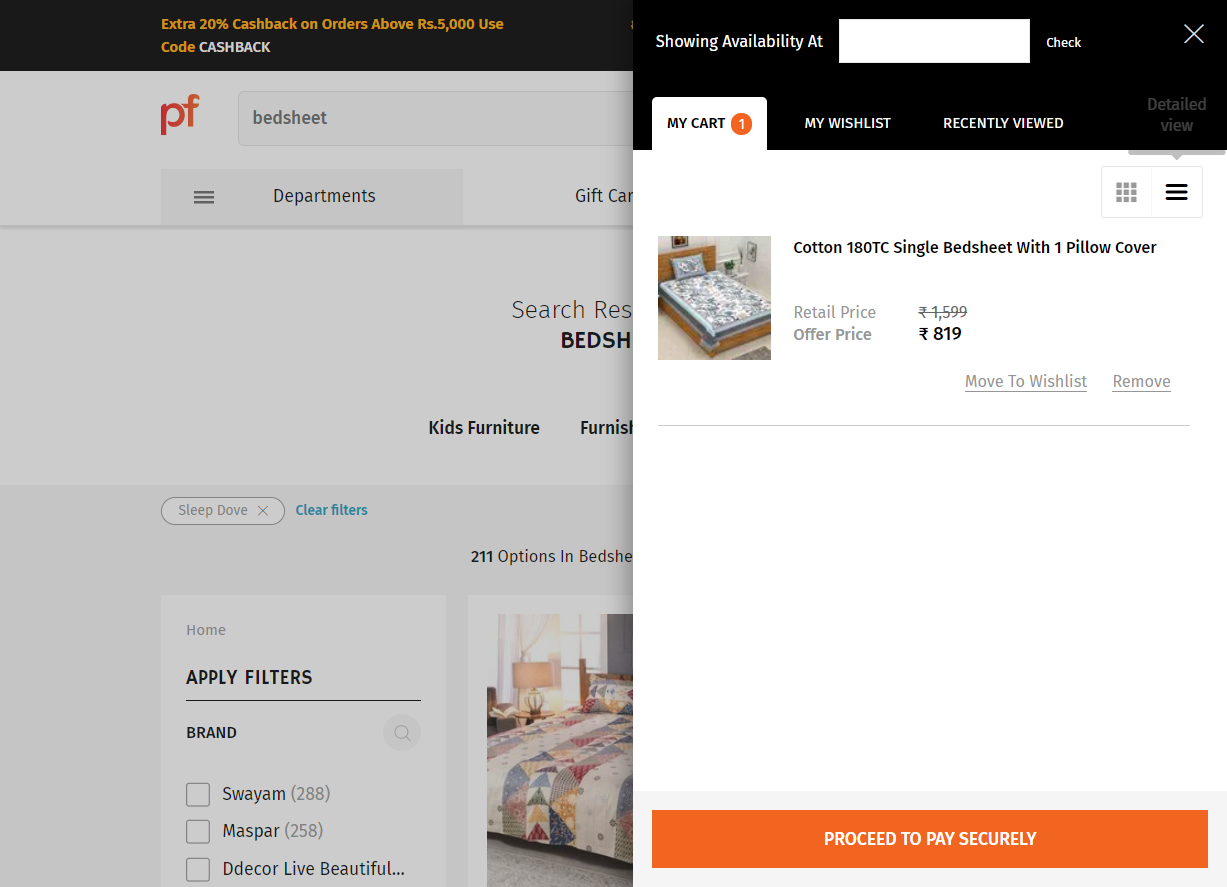 Extra 20% Cashback on Orders Above Rs.5,000 Use
Code CASHBACK
pf
bedsheet
Departments
Gift Car
Search Res
BEDSH
Kids Furniture
Furnish
Sleep Dove
Clear filters
211 Options In Bedshe
Home
APPLY FILTERS
BRAND
Swayam (288)
Maspar (258)
Ddecor Live Beautiful...
Showing Availability At
Check
MY CART 1
MY WISHLIST
RECENTLY VIEWED
Detailed
view
Cotton 180TC Single Bedsheet With 1 Pillow Cover
Retail Price ₹ 1,599
Offer Price ₹ 819
Move To Wishlist
Remove
PROCEED TO PAY SECURELY